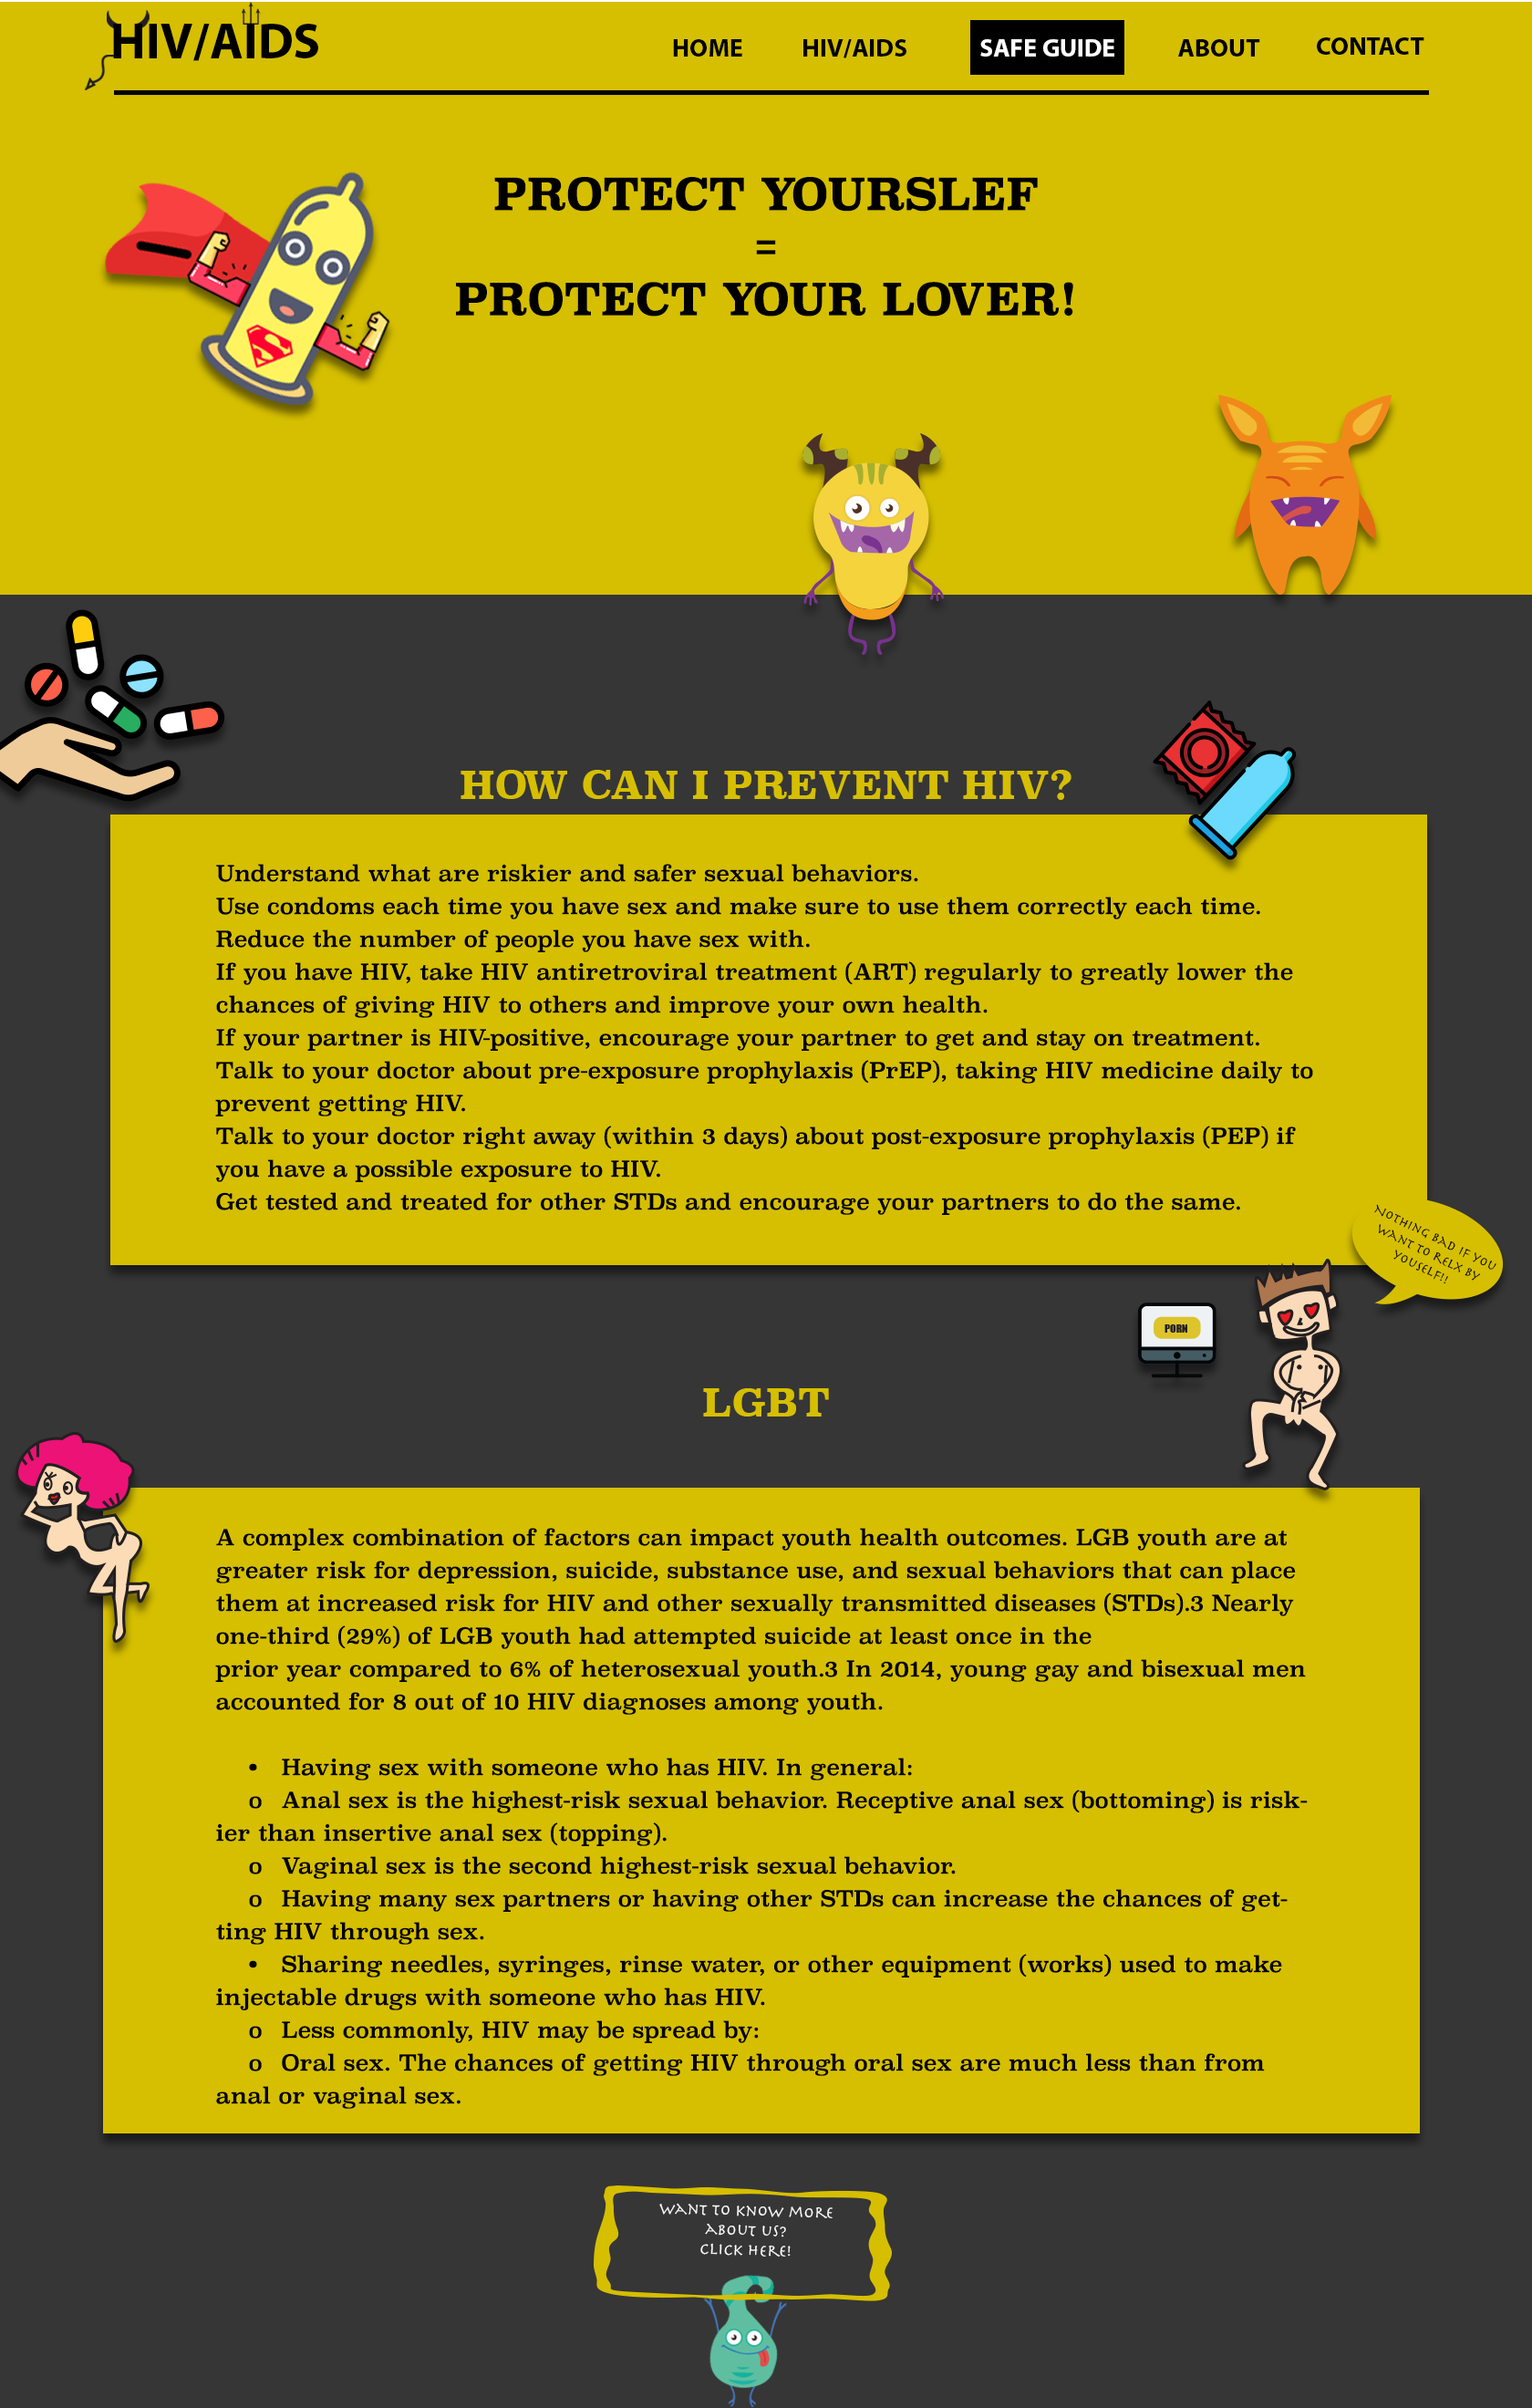 HIV/AIDS
HOME HIV/AIDS SAFE GUIDE ABOUT CONTACT
PROTECT YOURSLEF
=
PROTECT YOUR LOVER!
HOW CAN I PREVENT HIV?
Understand what are riskier and safer sexual behaviors.
Use condoms each time you have sex and make sure to use them correctly each time.
Reduce the number of people you have sex with.
If you have HIV, take HIV antiretroviral treatment (ART) regularly to greatly lower the
chances of giving HIV to others and improve your own health.
If your partner is HIV-positive, encourage your partner to get and stay on treatment.
Talk to your doctor about pre-exposure prophylaxis (PrEP), taking HIV medicine daily to
prevent getting HIV.
Talk to your doctor right away (within 3 days) about post-exposure prophylaxis (PEP) if
you have a possible exposure to HIV.
Get tested and treated for other STDs and encourage your partners to do the same.
NOTHING BAD IF YOU
WANT TO RELX BY
YOUSELF!!
PORN
LGBT
A complex combination of factors can impact youth health outcomes. LGB youth are at
greater risk for depression, suicide, substance use, and sexual behaviors that can place
them at increased risk for HIV and other sexually transmitted diseases (STDs).3 Nearly
one-third (29%) of LGB youth had attempted suicide at least once in the
prior year compared to 6% of heterosexual youth.3 In 2014, young gay and bisexual men
accounted for 8 out of 10 HIV diagnoses among youth.
• Having sex with someone who has HIV. In general:
o Anal sex is the highest-risk sexual behavior. Receptive anal sex (bottoming) is risk-
ier than insertive anal sex (topping).
o Vaginal sex is the second highest-risk sexual behavior.
o Having many sex partners or having other STDs can increase the chances of get-
ting HIV through sex.
• Sharing needles, syringes, rinse water, or other equipment (works) used to make
injectable drugs with someone who has HIV.
o Less commonly, HIV may be spread by:
o Oral sex. The chances of getting HIV through oral sex are much less than from
anal or vaginal sex.
WANT TO KNOW MORE
ABOUT US?
CLICK HERE!